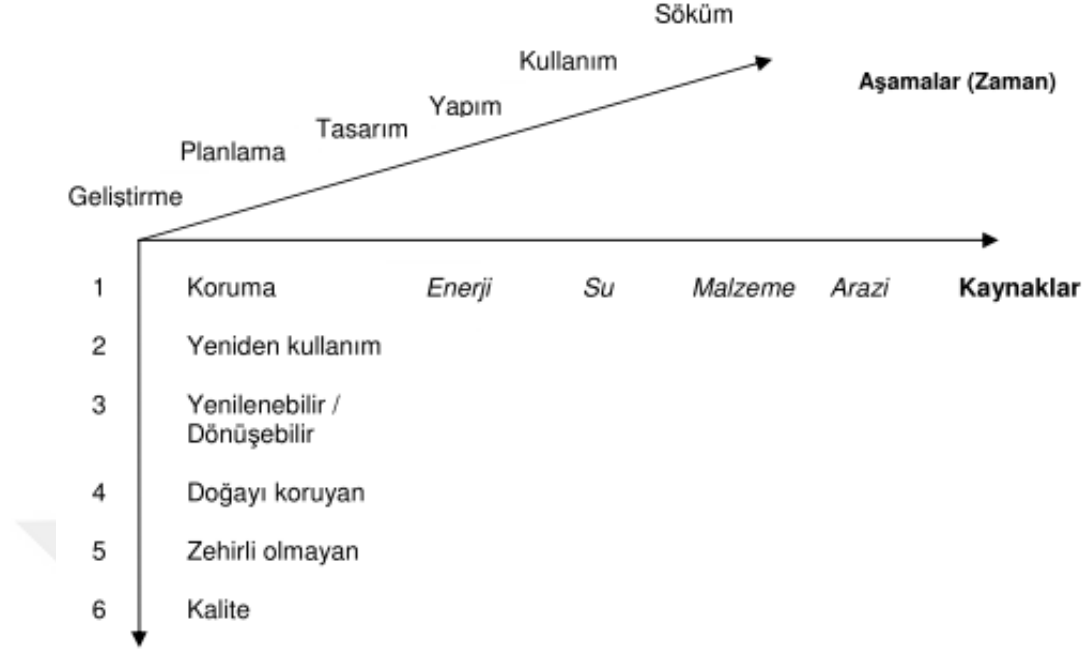 Söküm
Kullanım
Aşamalar (Zaman)
Yapım
Tasarım
Planlama
Geliştirme
1 Koruma Enerji Su Malzeme Arazi Kaynaklar
2 Yeniden kullanım
3 Yenilenebilir /
Dönüşebilir
4 Doğayı koruyan
5 Zehirli olmayan
6 Kalite